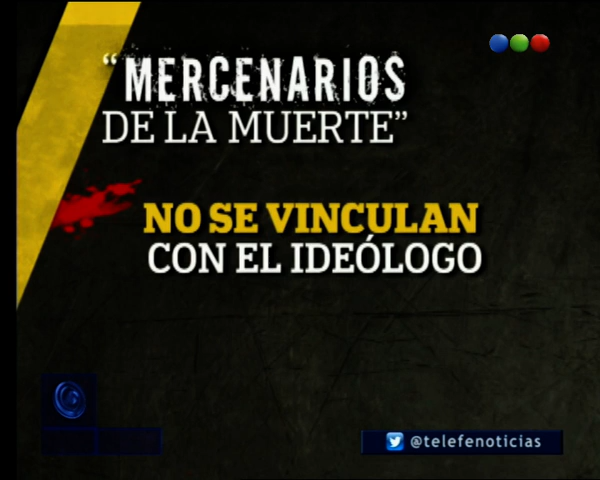 “MERCENARIOS
DE LA MUERTE”
NO SE VINCULAN
CON EL IDEÓLOGO
@telefenoticias